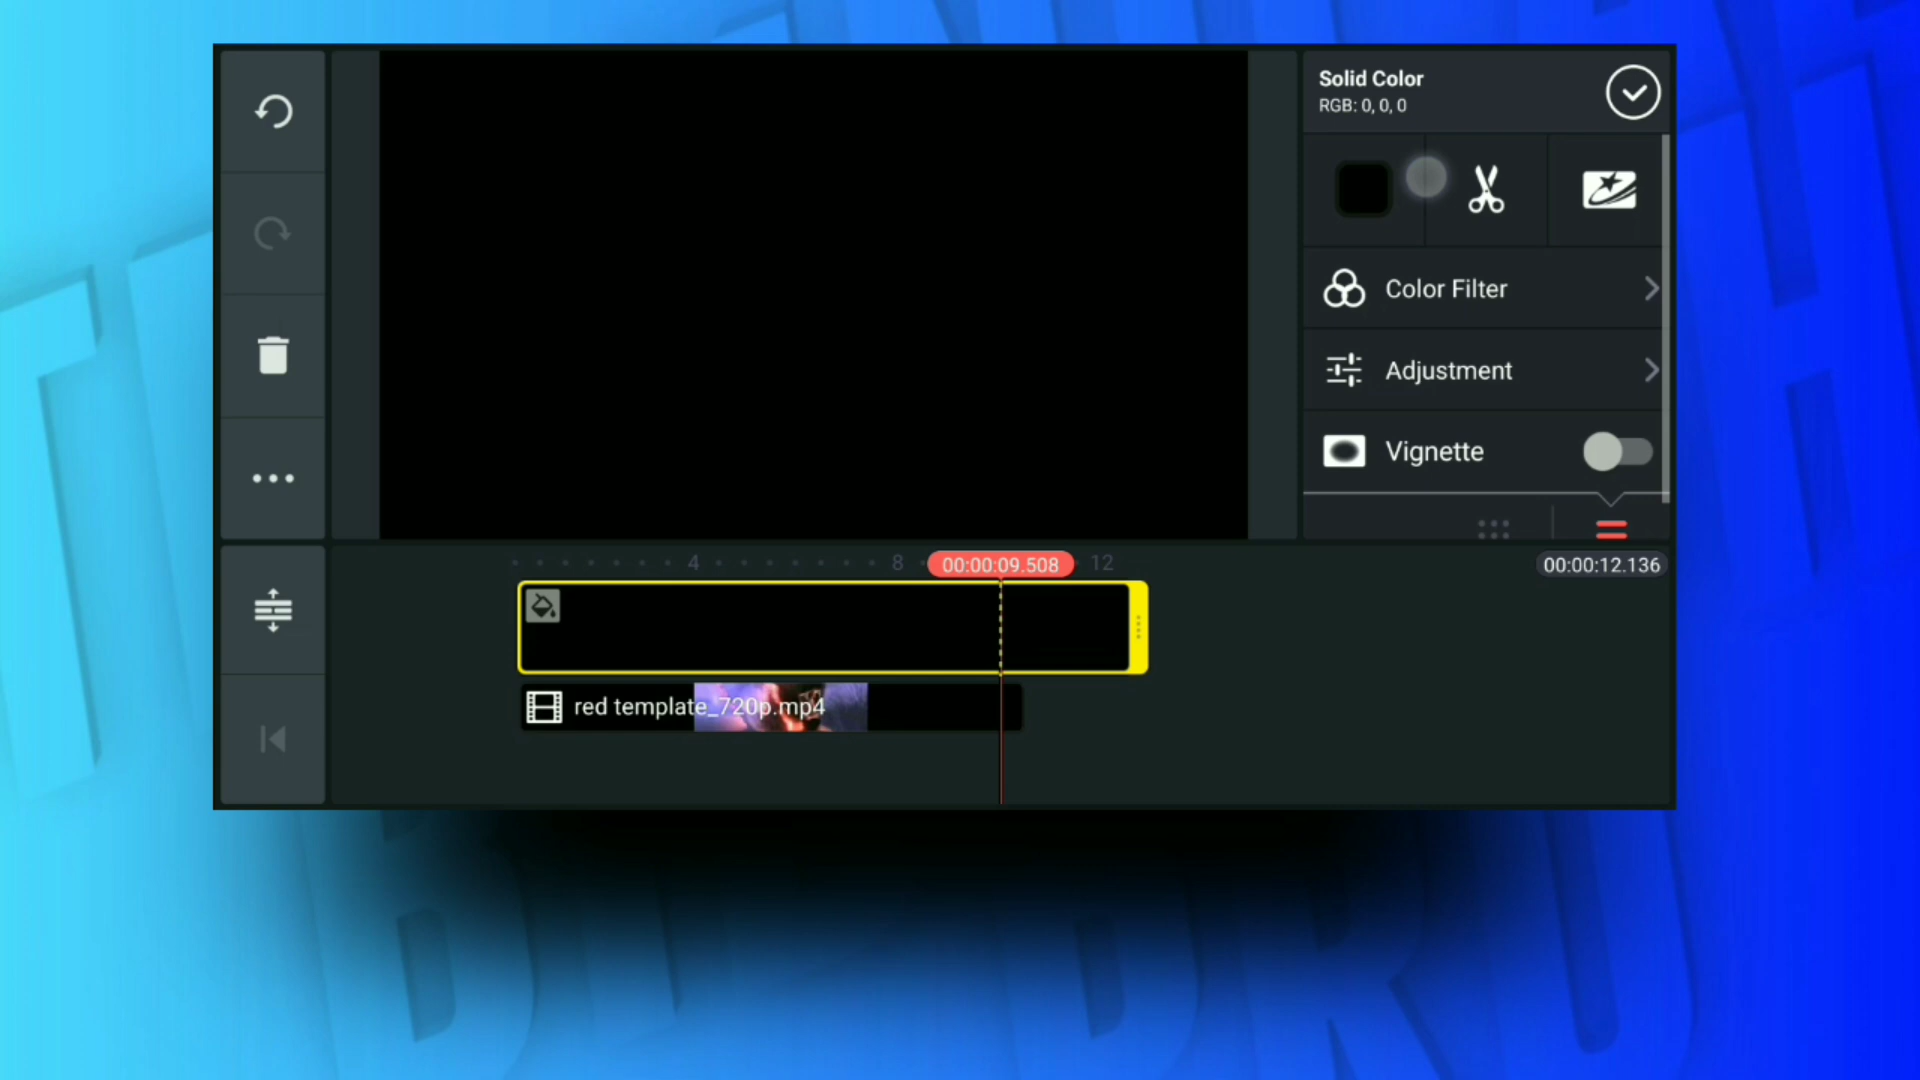 Solid Color
RGB: 0, 0, 0
Color Filter
Adjustment
Vignette
4 8 00:00:09.508 12 00:00:12.136
red template_720p.mp4